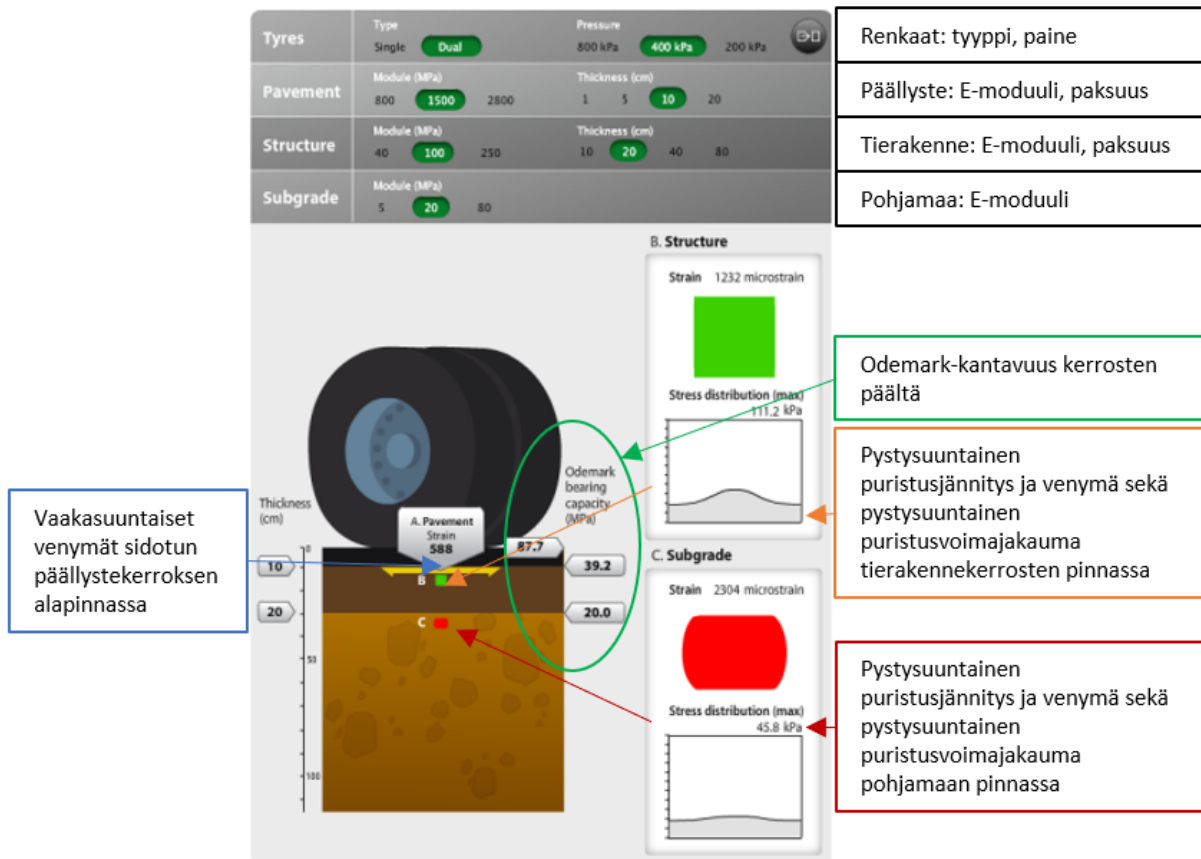 Tyres
Type
Single Dual
Pressure
800 kPa 400 kPa 200 kPa
Renkaat: tyyppi, paine
Pavement
Module (MPa)
800 1500 2800
Thickness (cm)
1 5 10 20
Päällyste: E-moduuli, paksuus
Structure
Module (MPa)
40 100 250
Thickness (cm)
10 20 40 80
Tierakenne: E-moduuli, paksuus
Subgrade
Module (MPa)
5 20 80
Pohjamaa: E-moduuli
B. Structure
Strain 1232 microstrain
Stress distribution (max)
111.2 kPa
Odemark-kantavuus kerrosten
päältä
Pystysuuntainen
puristusjännitys ja venymä sekä
pystysuuntainen
puristusvoimajakauma
tierakennekerrosten pinnassa
Odemark
bearing
capacity
(MPa)
Thickness
(cm)
A. Pavement
Strain
588
87.7
0
10
39.2
B
20
20.0
C
50
100
Vaakasuuntaiset
venymät sidotun
päällystekerroksen
alapinnassa
C. Subgrade
Strain 2304 microstrain
Stress distribution (max)
45.8 kPa
Pystysuuntainen
puristusjännitys ja venymä sekä
pystysuuntainen
puristusvoimajakauma
pohjamaan pinnassa